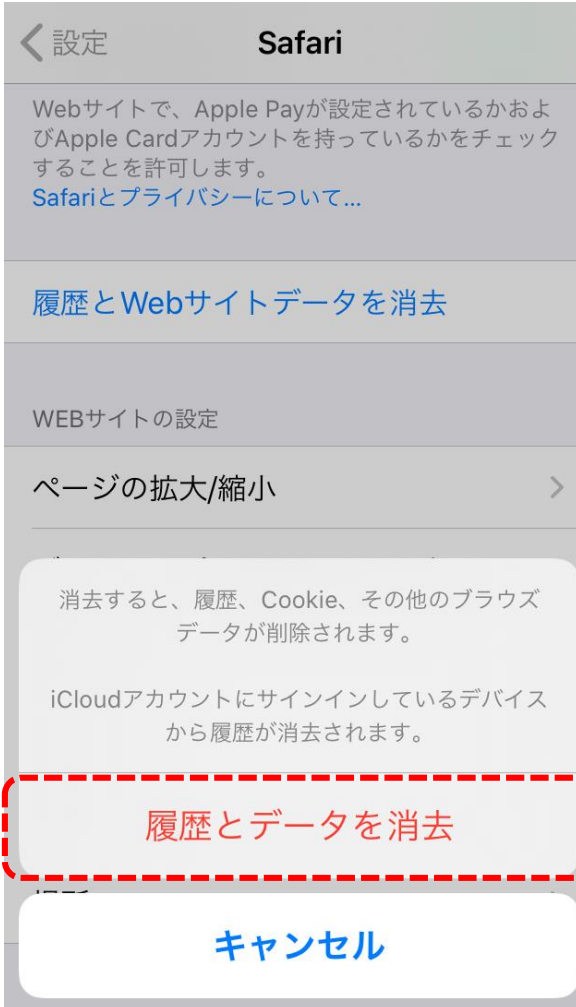 設定
Safari
Webサイトで、Apple Payが設定されているかおよ
びApple Cardアカウントを持っているかをチェック
することを許可します。
Safariとプライバシーについて...
履歴とWebサイトデータを消去
WEBサイトの設定
ページの拡大/縮小
消去すると、履歴、Cookie、その他のブラウズ
データが削除されます。
iCloudアカウントにサインインしているデバイス
から履歴が消去されます。
履歴とデータを消去
キャンセル